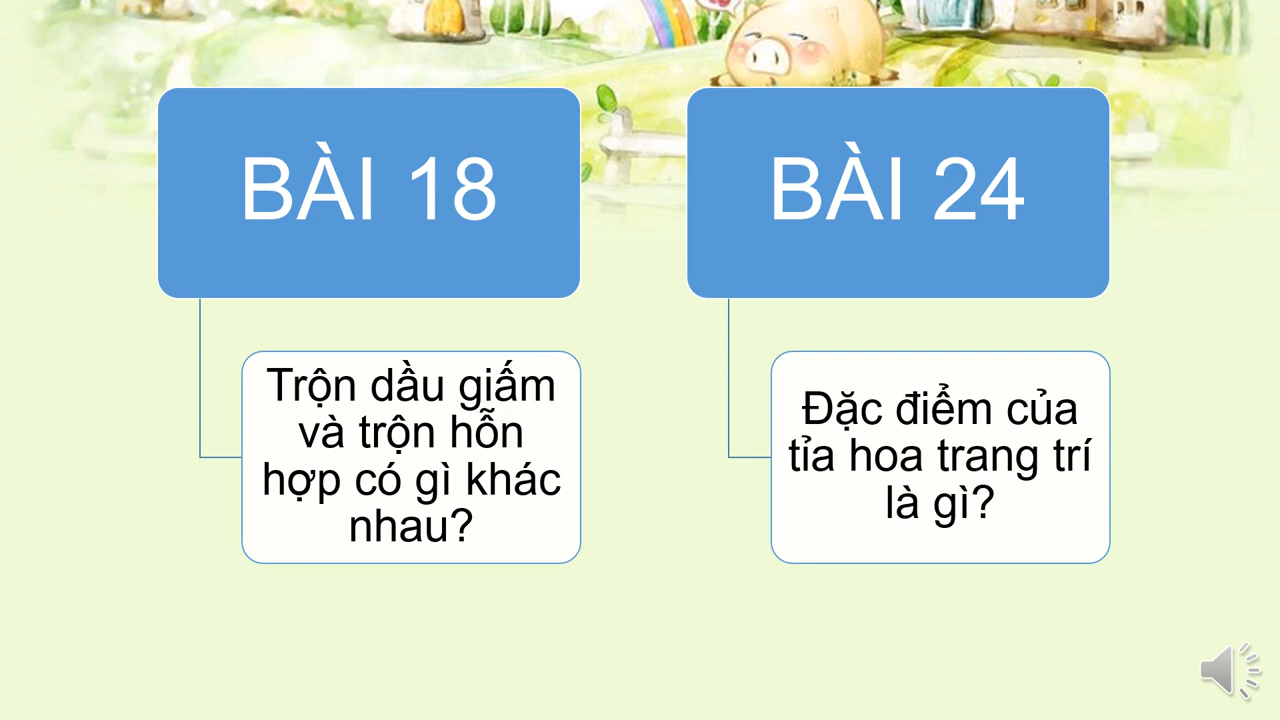 BÀI 18
Trộn dầu giấm
và trộn hỗn
hợp có gì khác
nhau?
BÀI 24
Đặc điểm của
tỉa hoa trang trí
là gì?